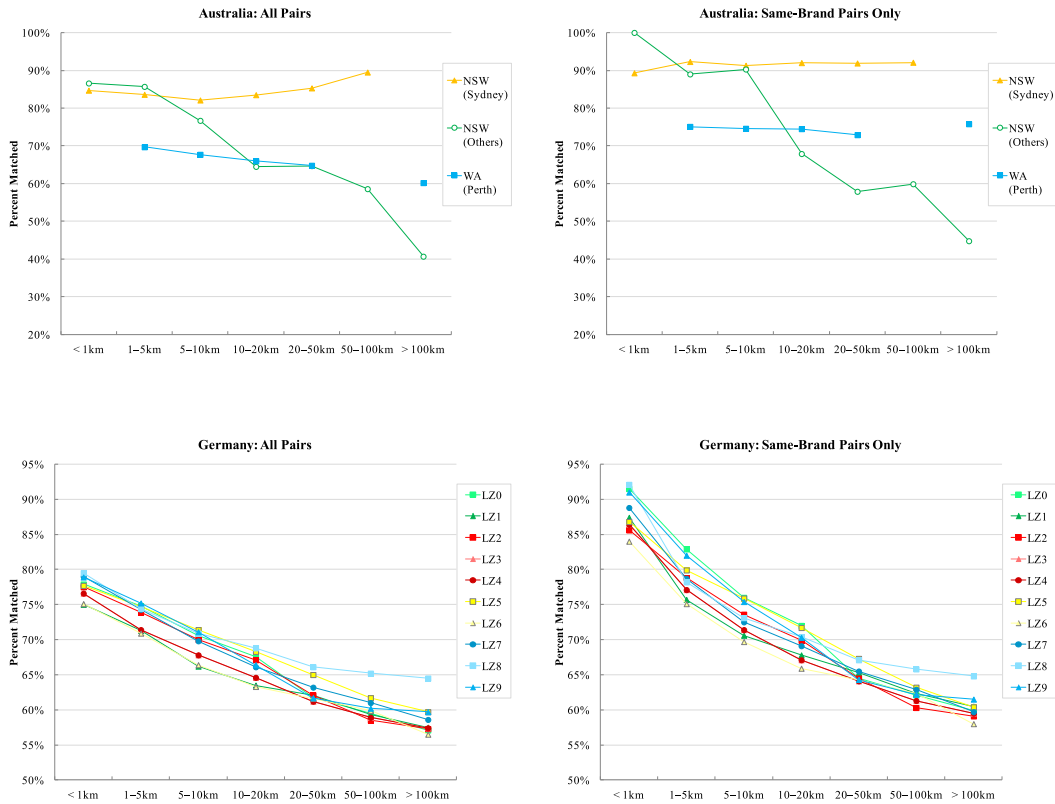 Australia: All Pairs
100%
90%
80%
70%
60%
50%
40%
30%
20%
Percent Matched
< 1km 1–5km 5–10km 10–20km 20–50km 50–100km > 100km
NSW
(Sydney)
NSW
(Others)
WA
(Perth)
Australia: Same-Brand Pairs Only
100%
90%
80%
70%
60%
50%
40%
30%
20%
Percent Matched
< 1km 1–5km 5–10km 10–20km 20–50km 50–100km > 100km
NSW
(Sydney)
NSW
(Others)
WA
(Perth)
Germany: All Pairs
95%
90%
85%
80%
75%
70%
65%
60%
55%
50%
Percent Matched
< 1km 1–5km 5–10km 10–20km 20–50km 50–100km > 100km
LZ0
LZ1
LZ2
LZ3
LZ4
LZ5
LZ6
LZ7
LZ8
LZ9
Germany: Same-Brand Pairs Only
95%
90%
85%
80%
75%
70%
65%
60%
55%
50%
Percent Matched
< 1km 1–5km 5–10km 10–20km 20–50km 50–100km > 100km
LZ0
LZ1
LZ2
LZ3
LZ4
LZ5
LZ6
LZ7
LZ8
LZ9